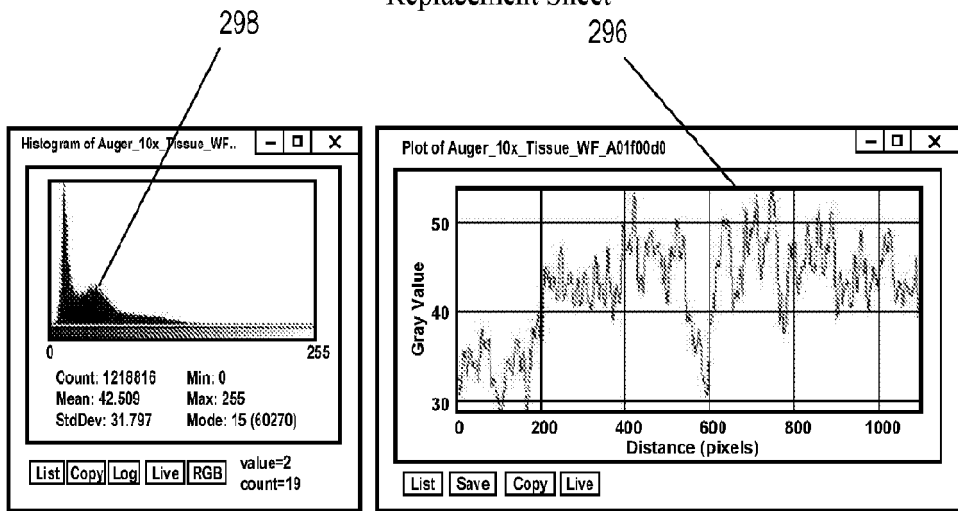 Replacement Sheet
298
296
Histogram of Auger_10x_Tissue_WF..
Plot of Auger_10x_Tissue_WF_A01f00d0
0 255
Count: 1218816 Min: 0
Mean: 42.509 Max: 255
StdDev: 31.797 Mode: 15 (60270)
List Copy Log Live RGB
value=2
count=19
Gray Value
50
40
30
0 200 400 600 800 1000
Distance (pixels)
List Save Copy Live